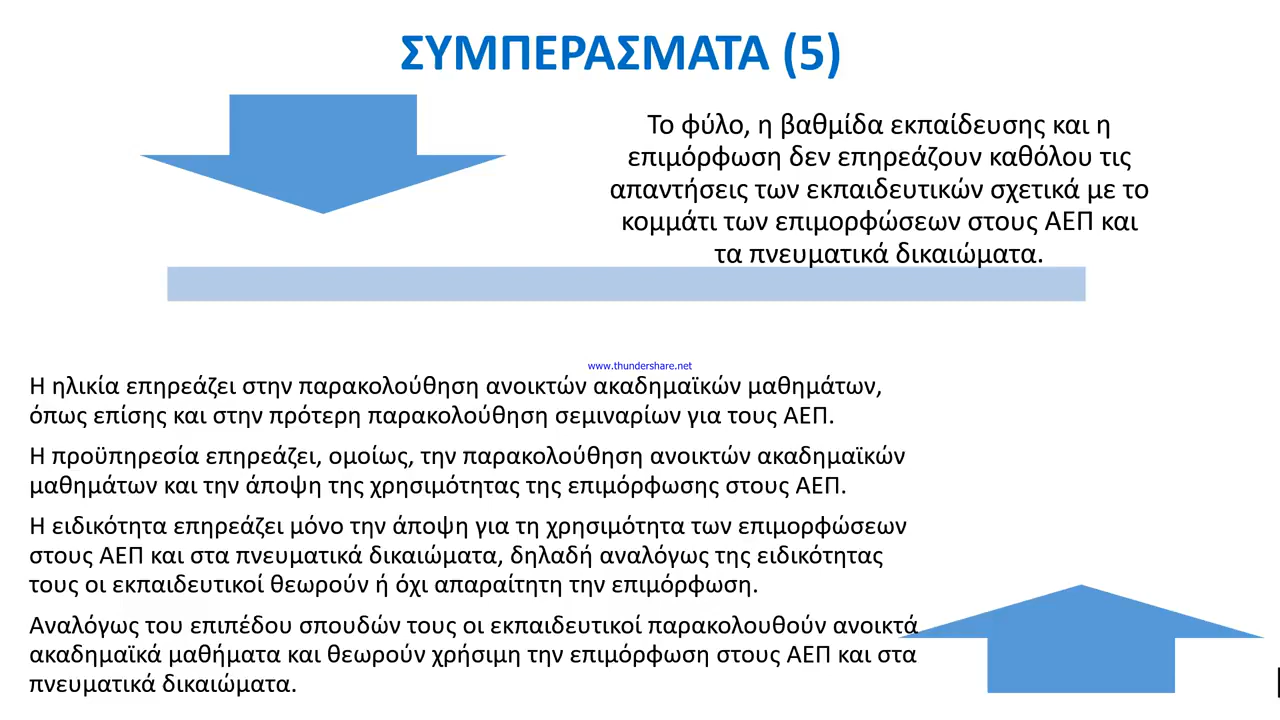 ΣΥΜΠΕΡΑΣΜΑΤΑ (5)
Το φύλο, η βαθμίδα εκπαίδευσης και η
επιμόρφωση δεν επηρεάζουν καθόλου τις
απαντήσεις των εκπαιδευτικών σχετικά με το
κομμάτι των επιμορφώσεων στους ΑΕΠ και
τα πνευματικά δικαιώματα.
www.thundershare.net
Η ηλικία επηρεάζει στην παρακολούθηση ανοικτών ακαδημαϊκών μαθημάτων,
όπως επίσης και στην πρότερη παρακολούθηση σεμιναρίων για τους ΑΕΠ.
Η προϋπηρεσία επηρεάζει, ομοίως, την παρακολούθηση ανοικτών ακαδημαϊκών
μαθημάτων και την άποψη της χρησιμότητας της επιμόρφωσης στους ΑΕΠ.
Η ειδικότητα επηρεάζει μόνο την άποψη για τη χρησιμότητα των επιμορφώσεων
στους ΑΕΠ και στα πνευματικά δικαιώματα, δηλαδή αναλόγως της ειδικότητας
τους οι εκπαιδευτικοί θεωρούν ή όχι απαραίτητη την επιμόρφωση.
Αναλόγως του επιπέδου σπουδών τους οι εκπαιδευτικοί παρακολουθούν ανοικτά
ακαδημαϊκά μαθήματα και θεωρούν χρήσιμη την επιμόρφωση στους ΑΕΠ και στα
πνευματικά δικαιώματα.